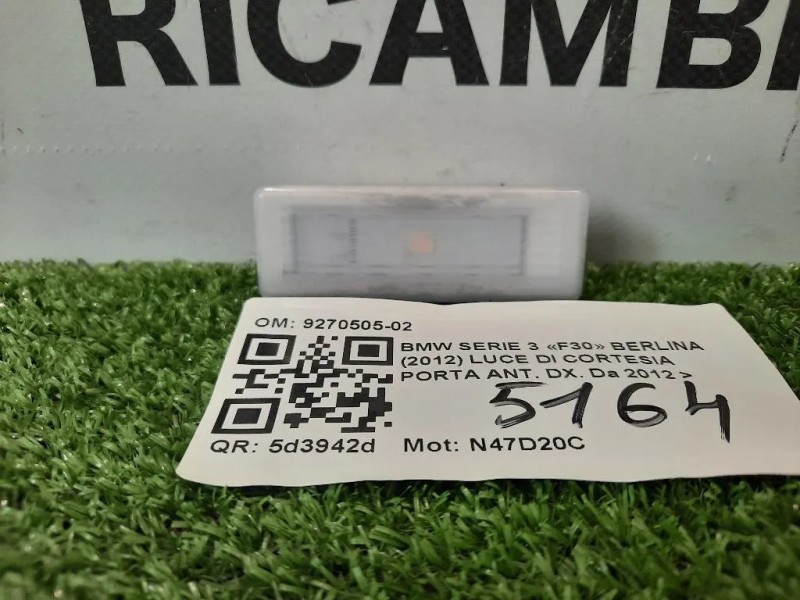 RICAMBI
OM: 9270505-02
BMW SERIE 3 «F30» BERLINA
(2012) LUCE DI CORTESIA
PORTA ANT. DX. Da 2012 >
5164
QR: 5d3942d Mot: N47D20C